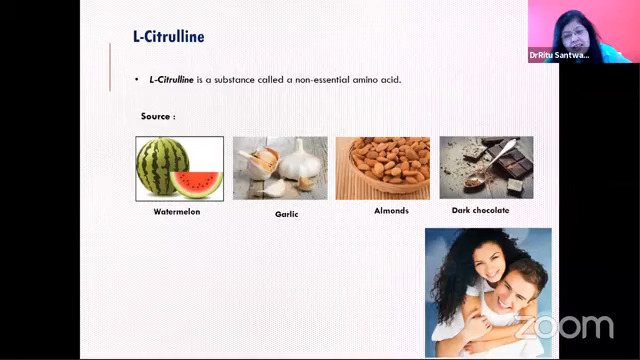 L-Citrulline
DrRitu Santwa...
• L-Citrulline is a substance called a non-essential amino acid.
Source :
Watermelon
Garlic
Almonds
Dark chocolate
zoom